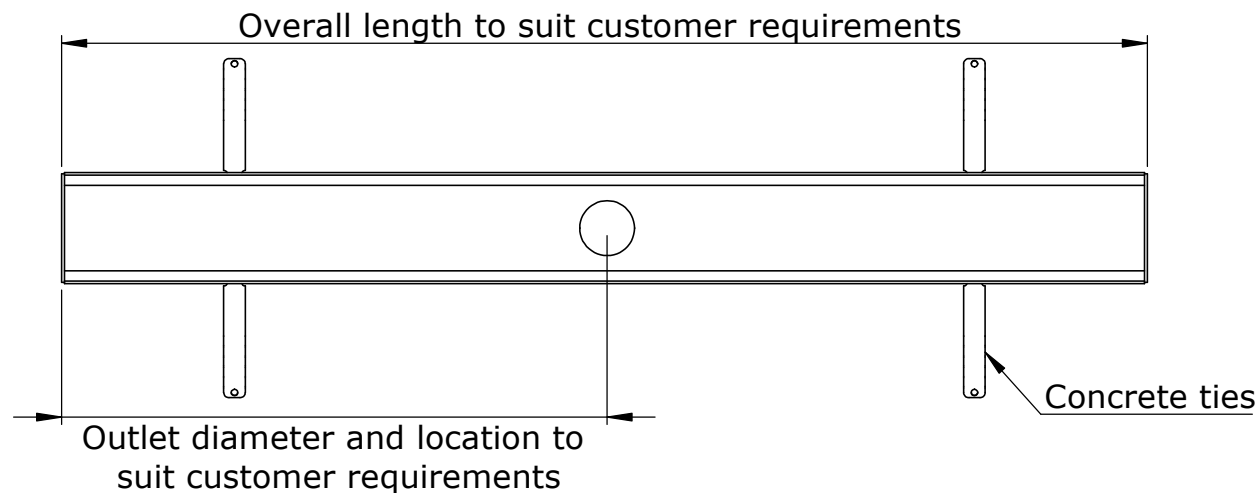 Overall length to suit customer requirements
Concrete ties
Outlet diameter and location to
suit customer requirements